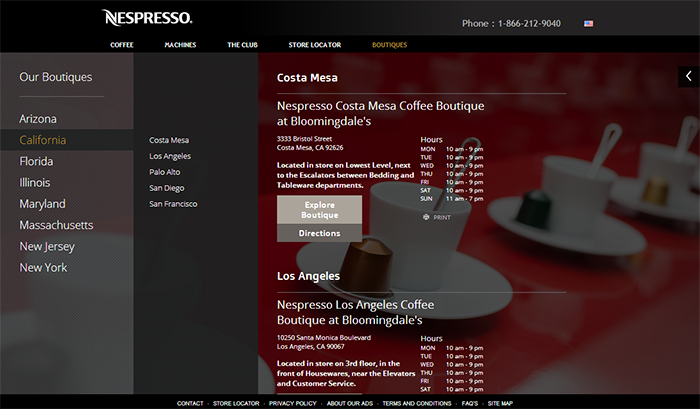 NESPRESSO.
Phone : 1-866-212-9040
COFFEE MACHINES THE CLUB STORE LOCATOR BOUTIQUES
Our Boutiques
Arizona
California
Florida
Illinois
Maryland
Massachusetts
New Jersey
New York
Costa Mesa
Los Angeles
Palo Alto
San Diego
San Francisco
Costa Mesa
Nespresso Costa Mesa Coffee Boutique
at Bloomingdale's
3333 Bristol Street
Costa Mesa, CA 92626
Located in store on Lowest Level, next
to the Escalators between Bedding and
Tableware departments.
Explore
Boutique
Directions
Hours
MON 10 am - 9 pm
TUE 10 am - 9 pm
WED 10 am - 9 pm
THU 10 am - 9 pm
FRI 10 am - 9 pm
SAT 10 am - 9 pm
SUN 11 am - 7 pm
PRINT
Los Angeles
Nespresso Los Angeles Coffee
Boutique at Bloomingdale's
10250 Santa Monica Boulevard
Los Angeles, CA 90067
Located in store on 3rd floor, in the
front of Housewares, near the Elevators
and Customer Service.
Hours
MON 10 am - 9 pm
TUE 10 am - 9 pm
WED 10 am - 9 pm
THU 10 am - 9 pm
FRI 10 am - 9 pm
CONTACT - STORE LOCATOR - PRIVACY POLICY - ABOUT OUR ADS - TERMS AND CONDITIONS - FAQ'S - SITE MAP